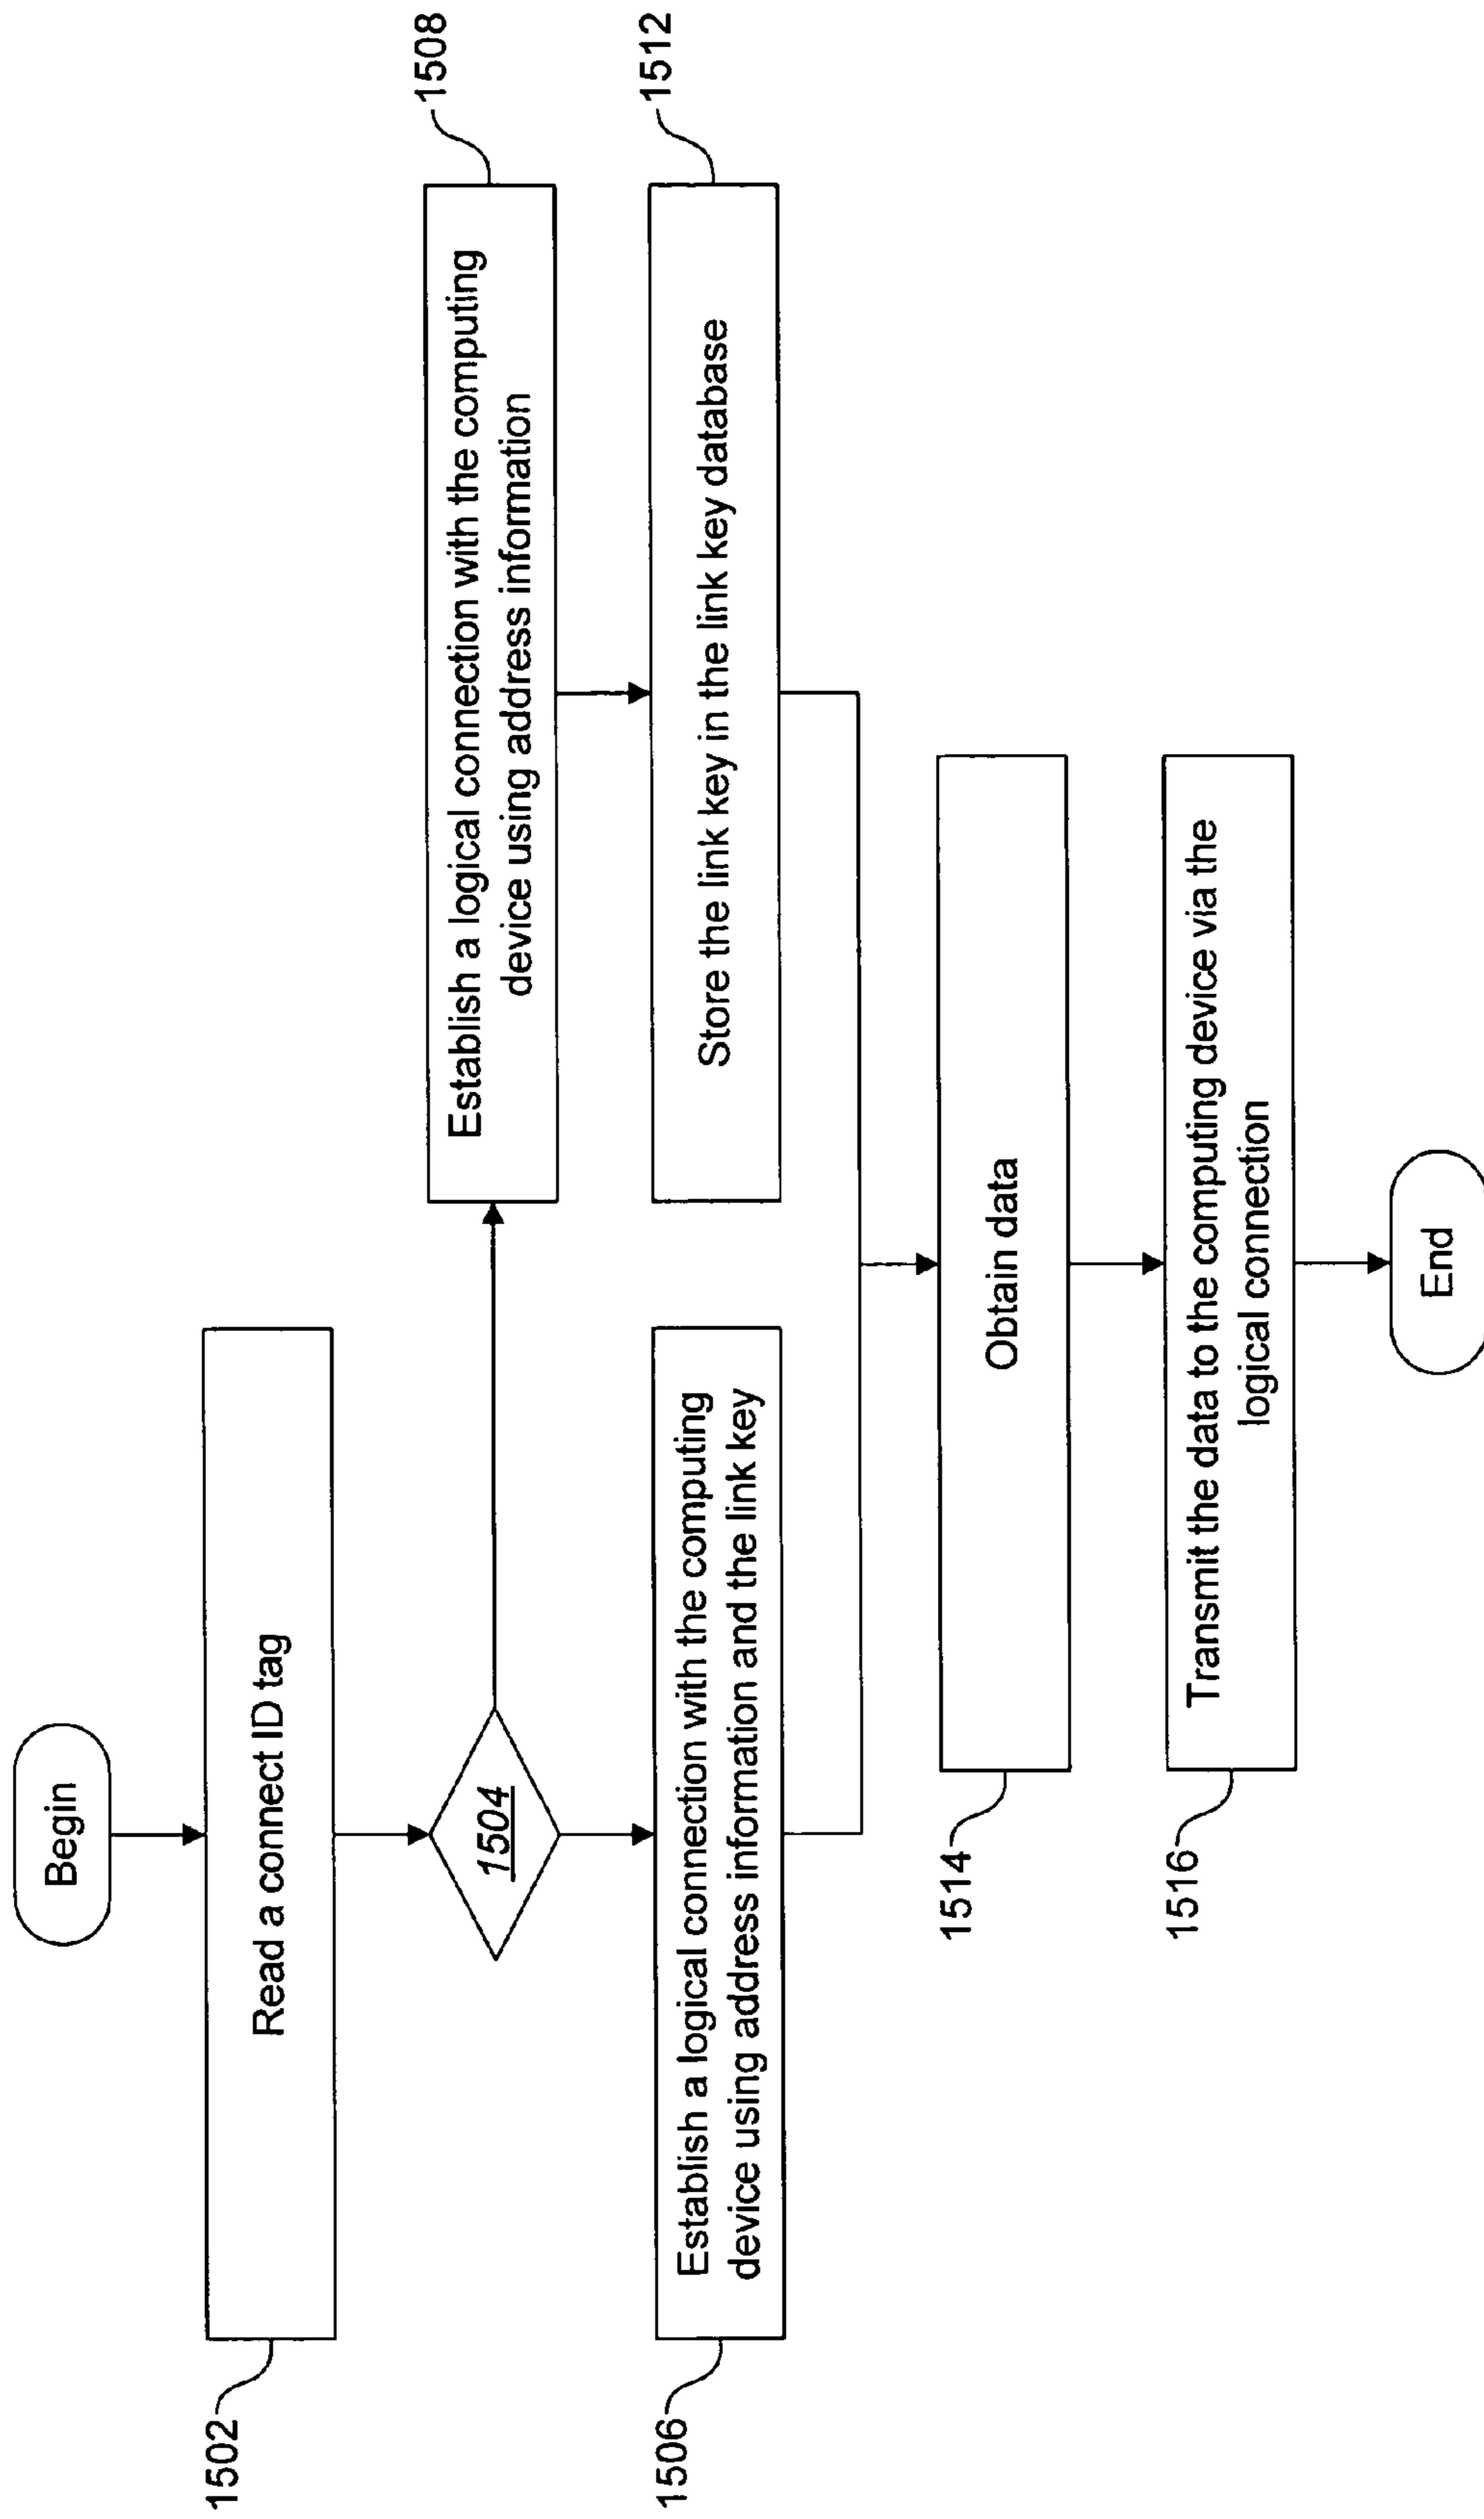 Begin
1502
Read a connect ID tag
1504
1508
Establish a logical connection with the computing
device using address information
1506
Establish a logical connection with the computing
device using address information and the link key
1512
Store the link key in the link key database
1514
Obtain data
1516
Transmit the data to the computing device via the
logical connection
End